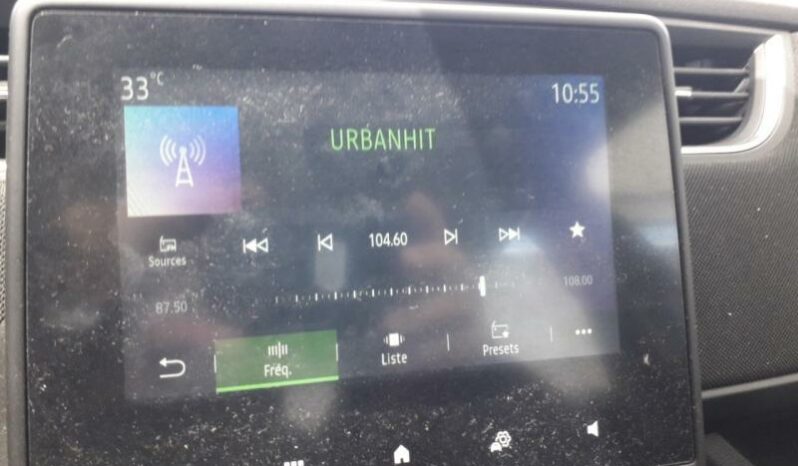 33°C
10:55
URBANHIT
104.60
Sources
87.50
108.00
Fréq.
Liste
Presets